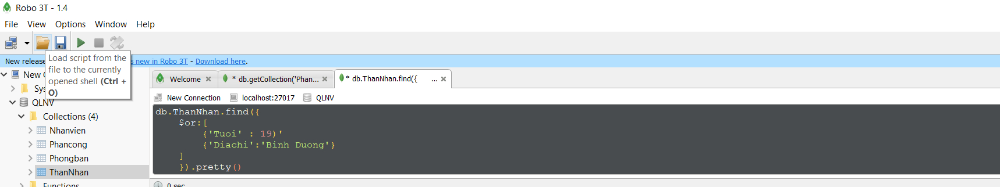 Robo 3T - 1.4
File View Options Window Help
New release s new in Robo 3T - Download here.
Load script from the
file to the currently
opened shell (Ctrl +
O)
New C
Sys
QLNV
Collections (4)
Nhanvien
Phancong
Phongban
ThanNhan
Functions
Welcome * db.getCollection('Phan... * db.ThanNhan.find({ ...
New Connection localhost:27017 QLNV
db.ThanNhan.find({
$or:[
{'Tuoi' : 19)'
{'Diachi':'Binh Duong'}
]
}).pretty()
0 sec